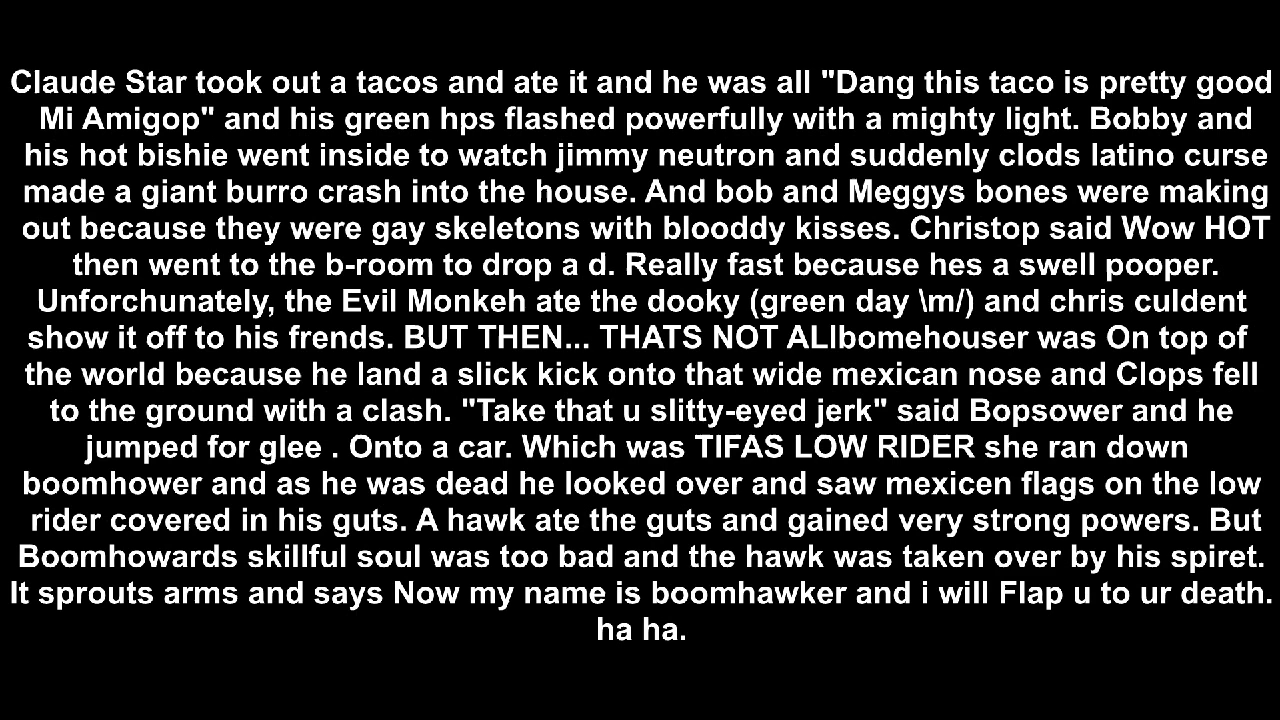 Claude Star took out a tacos and ate it and he was all "Dang this taco is pretty good
Mi Amigop" and his green hps flashed powerfully with a mighty light. Bobby and
his hot bishie went inside to watch jimmy neutron and suddenly clods latino curse
made a giant burro crash into the house. And bob and Meggys bones were making
out because they were gay skeletons with blooddy kisses. Christop said Wow HOT
then went to the b-room to drop a d. Really fast because hes a swell pooper.
Unforchunately, the Evil Monkeh ate the dooky (green day \m/) and chris culdent
show it off to his frends. BUT THEN... THATS NOT ALlbomehouser was On top of
the world because he land a slick kick onto that wide mexican nose and Clops fell
to the ground with a clash. "Take that u slitty-eyed jerk" said Bopsower and he
jumped for glee . Onto a car. Which was TIFAS LOW RIDER she ran down
boomhower and as he was dead he looked over and saw mexicen flags on the low
rider covered in his guts. A hawk ate the guts and gained very strong powers. But
Boomhowards skillful soul was too bad and the hawk was taken over by his spiret.
It sprouts arms and says Now my name is boomhawker and i will Flap u to ur death.
ha ha.